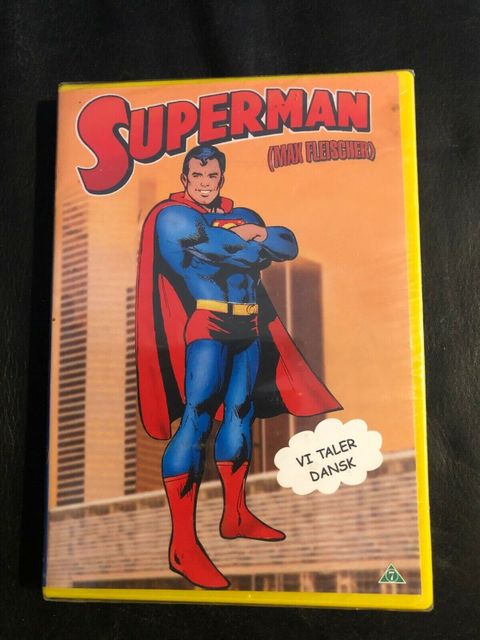 SUPERMAN
(MAX FLEISCHER)
VI TALER
DANSK
7